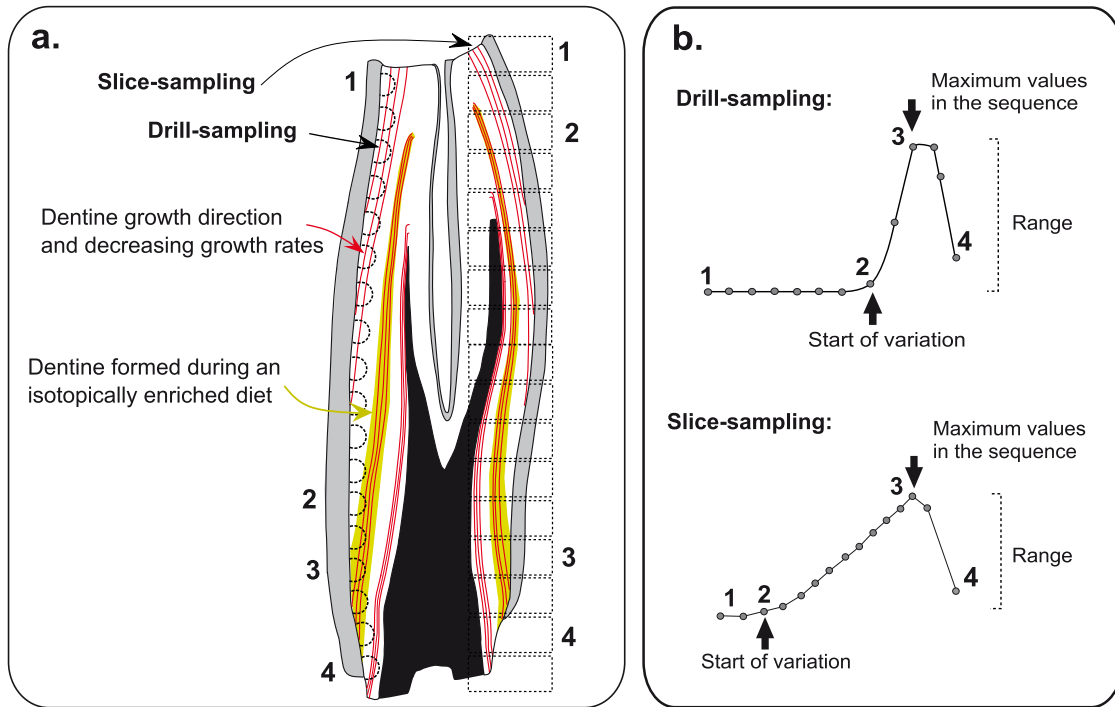 a.
Slice-sampling
1
Drill-sampling
1
2
Dentine growth direction
and decreasing growth rates
Dentine formed during an
isotopically enriched diet
2
3
3
4
4
b.
Drill-sampling:
Maximum values
in the sequence
3
Range
1
2
4
Start of variation
Slice-sampling:
Maximum values
in the sequence
3
Range
1
2
4
Start of variation